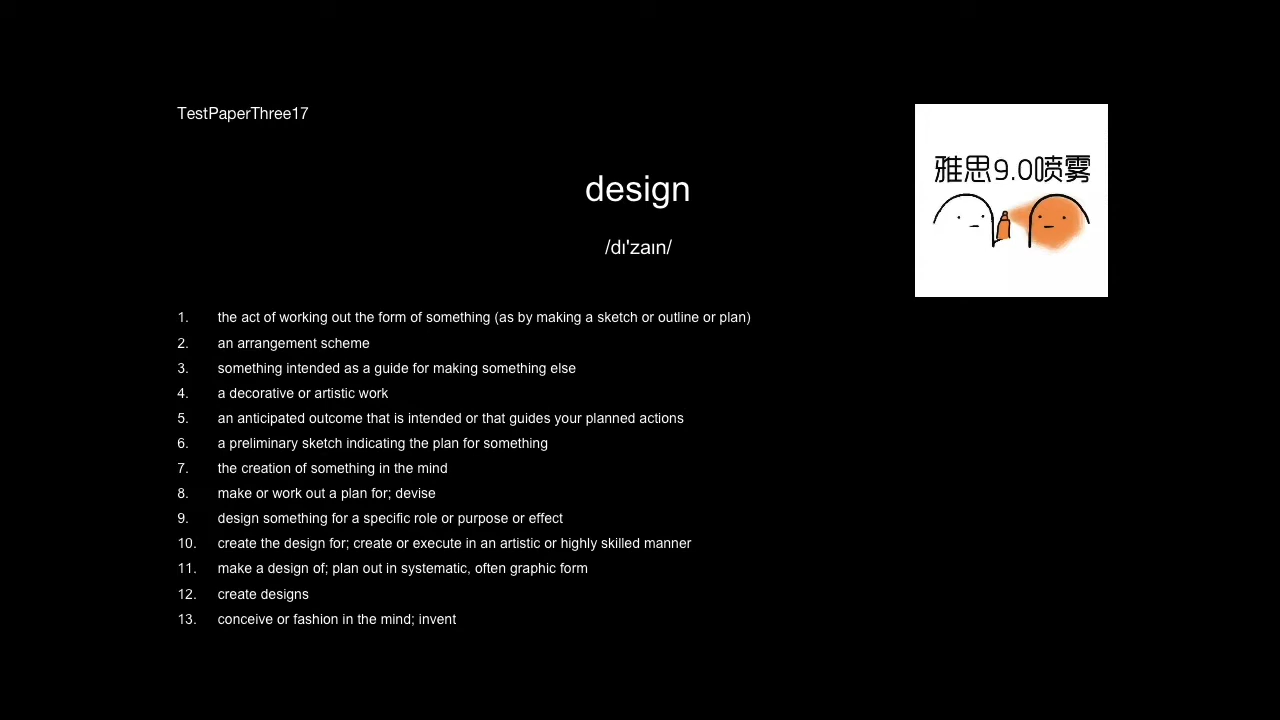 TestPaperThree17
雅思9.0喷雾
design
/dɪ'zaɪn/
1. the act of working out the form of something (as by making a sketch or outline or plan)
2. an arrangement scheme
3. something intended as a guide for making something else
4. a decorative or artistic work
5. an anticipated outcome that is intended or that guides your planned actions
6. a preliminary sketch indicating the plan for something
7. the creation of something in the mind
8. make or work out a plan for; devise
9. design something for a specific role or purpose or effect
10. create the design for; create or execute in an artistic or highly skilled manner
11. make a design of; plan out in systematic, often graphic form
12. create designs
13. conceive or fashion in the mind; invent